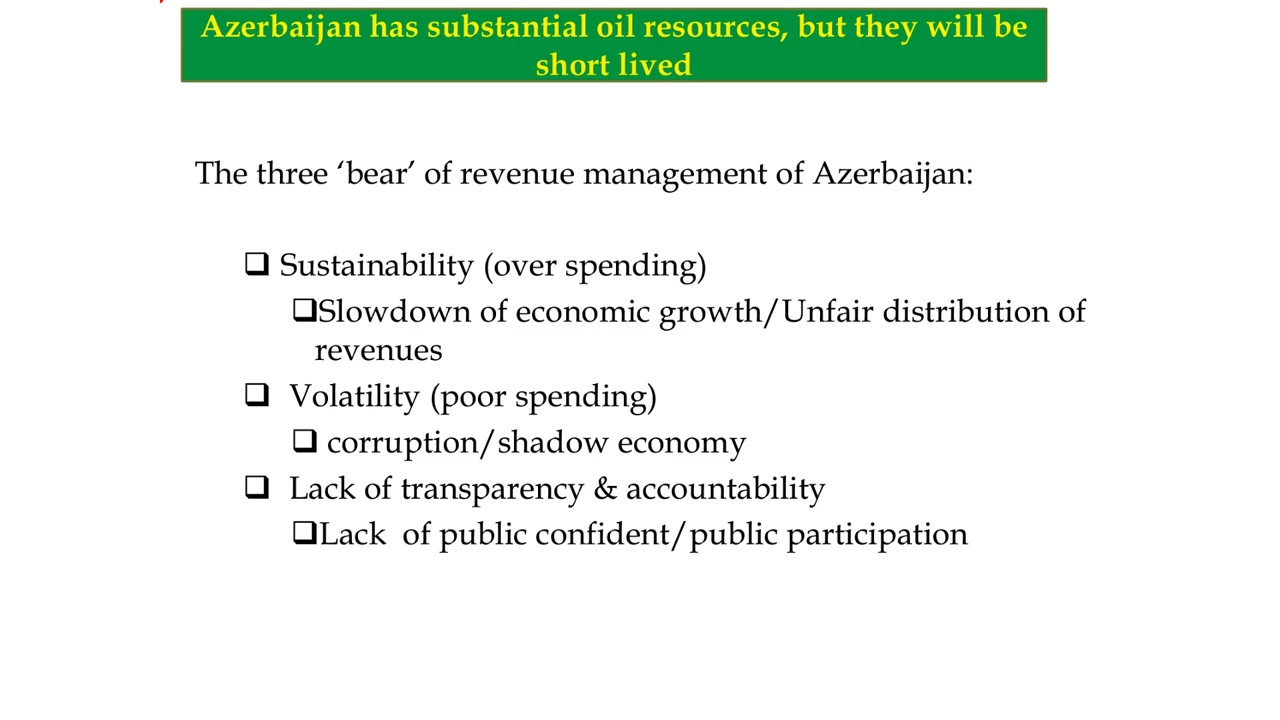 Azerbaijan has substantial oil resources, but they will be
short lived
The three ‘bear’ of revenue management of Azerbaijan:
❑ Sustainability (over spending)
❑Slowdown of economic growth/Unfair distribution of
revenues
❑ Volatility (poor spending)
❑ corruption/shadow economy
❑ Lack of transparency & accountability
❑Lack of public confident/public participation